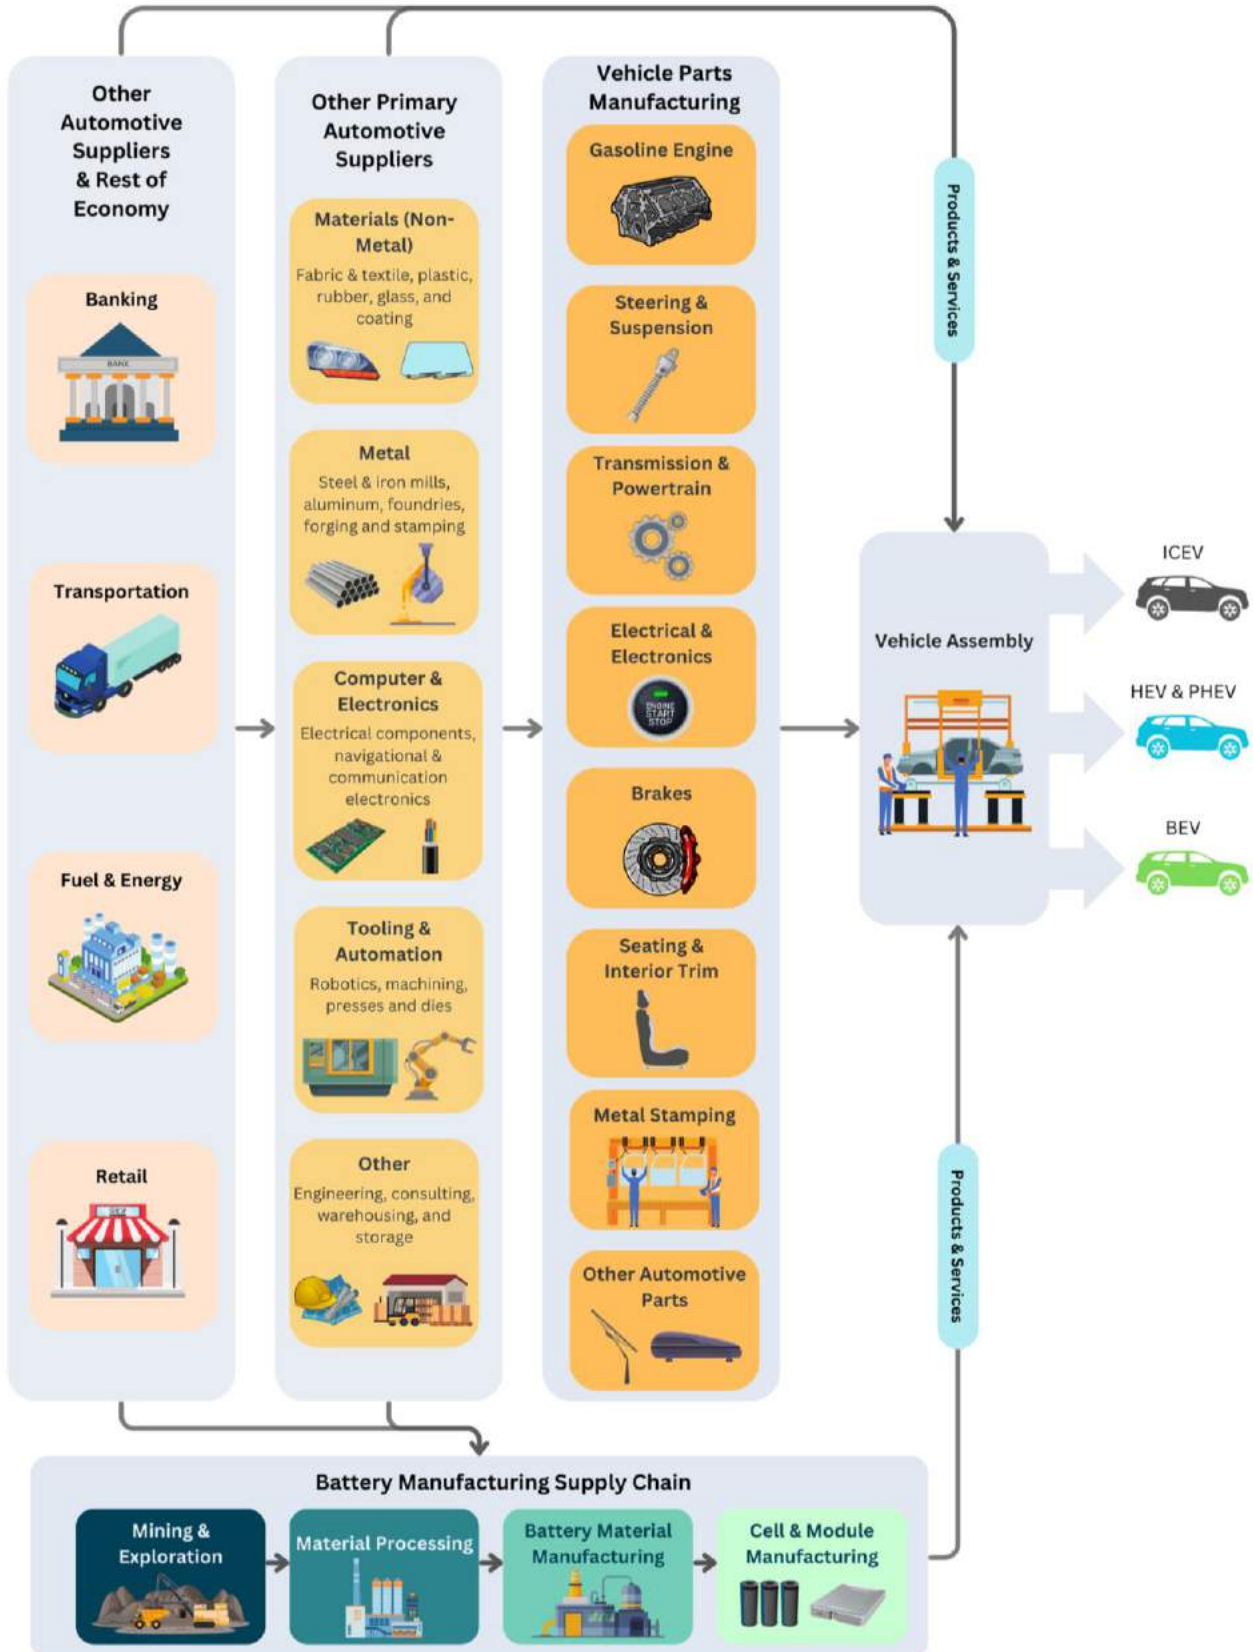 Other
Automotive
Suppliers
& Rest of
Economy
Banking
BANK
Transportation
Fuel & Energy
Retail
Other Primary
Automotive
Suppliers
Materials (Non-
Metal)
Fabric & textile, plastic,
rubber, glass, and
coating
Metal
Steel & iron mills,
aluminum, foundries,
forging and stamping
Computer &
Electronics
Electrical components,
navigational &
communication
electronics
Tooling &
Automation
Robotics, machining,
presses and dies
Other
Engineering, consulting,
warehousing, and
storage
Vehicle Parts
Manufacturing
Gasoline Engine
Steering &
Suspension
Transmission &
Powertrain
Electrical &
Electronics
ENGINE
START
STOP
Brakes
Seating &
Interior Trim
Metal Stamping
Other Automotive
Parts
Products & Services
Vehicle Assembly
ICEV
HEV & PHEV
BEV
Products & Services
Battery Manufacturing Supply Chain
Mining &
Exploration
Material Processing
Battery Material
Manufacturing
Cell & Module
Manufacturing